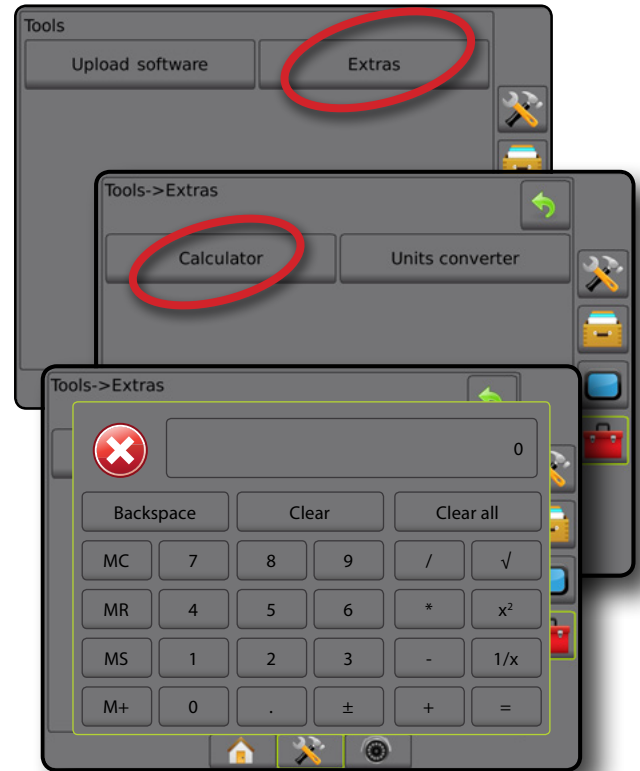 Tools
Upload software Extras
Tools->Extras
Calculator Units converter
Tools->Extras
0
Backspace Clear Clear all
MC 7 8 9 / √
MR 4 5 6 * x²
MS 1 2 3 - 1/x
M+ 0 . ± + =